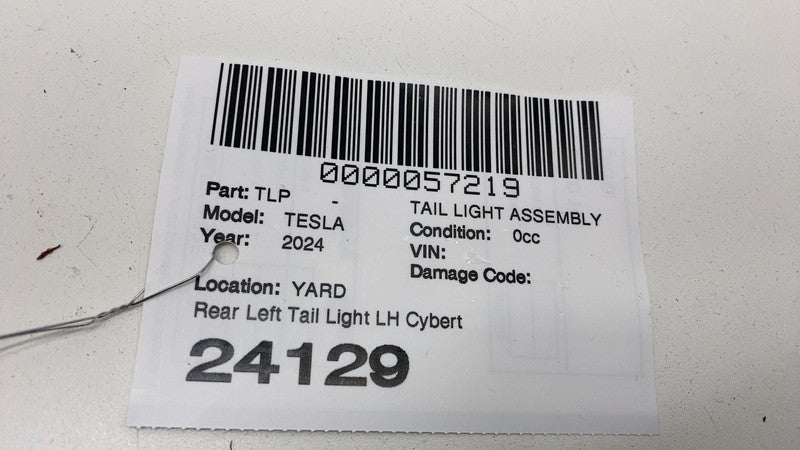 0000057219
Part: TLP - TAIL LIGHT ASSEMBLY
Model: TESLA Condition: 0cc
Year: 2024 VIN:
Damage Code:
Location: YARD
Rear Left Tail Light LH Cybert
24129